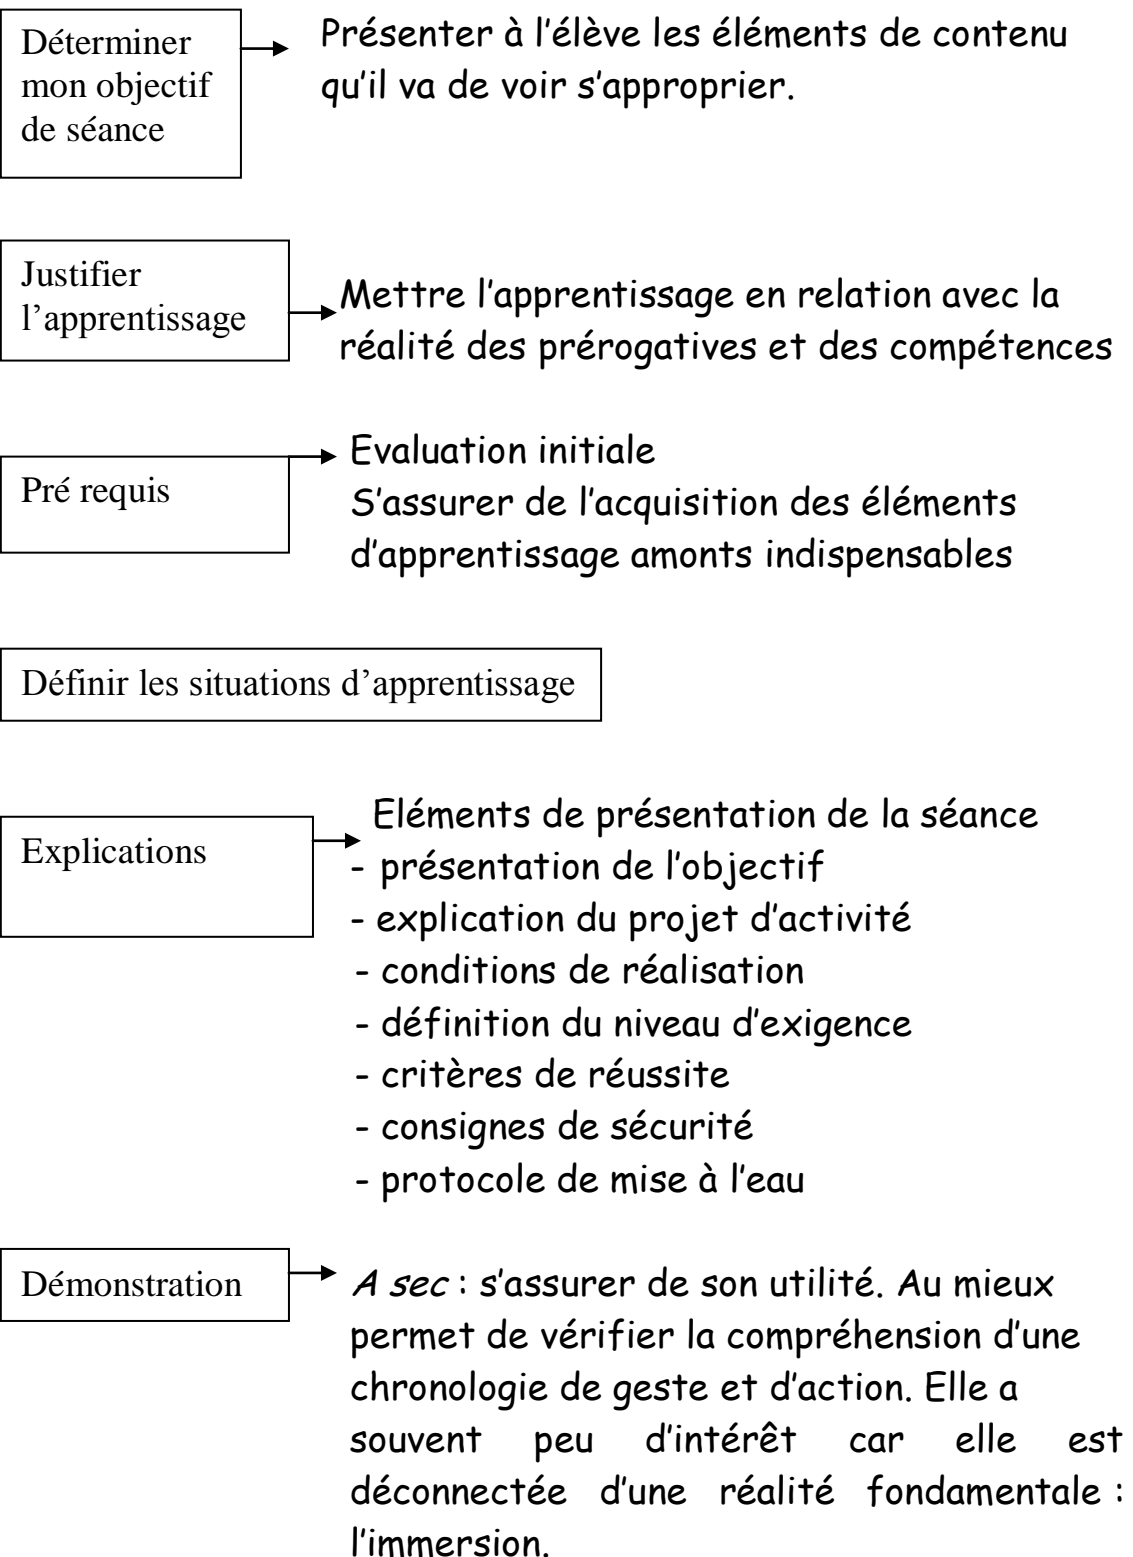 Déterminer
mon objectif
de séance
Présenter à l’élève les éléments de contenu
qu’il va de voir s’approprier.
Justifier
l’apprentissage
Mettre l’apprentissage en relation avec la
réalité des prérogatives et des compétences
Pré requis
Evaluation initiale
S’assurer de l’acquisition des éléments
d’apprentissage amonts indispensables
Définir les situations d’apprentissage
Explications
Eléments de présentation de la séance
- présentation de l’objectif
- explication du projet d’activité
- conditions de réalisation
- définition du niveau d’exigence
- critères de réussite
- consignes de sécurité
- protocole de mise à l’eau
Démonstration
A sec : s’assurer de son utilité. Au mieux
permet de vérifier la compréhension d’une
chronologie de geste et d’action. Elle a
souvent peu d’intérêt car elle est
déconnectée d’une réalité fondamentale :
l’immersion.